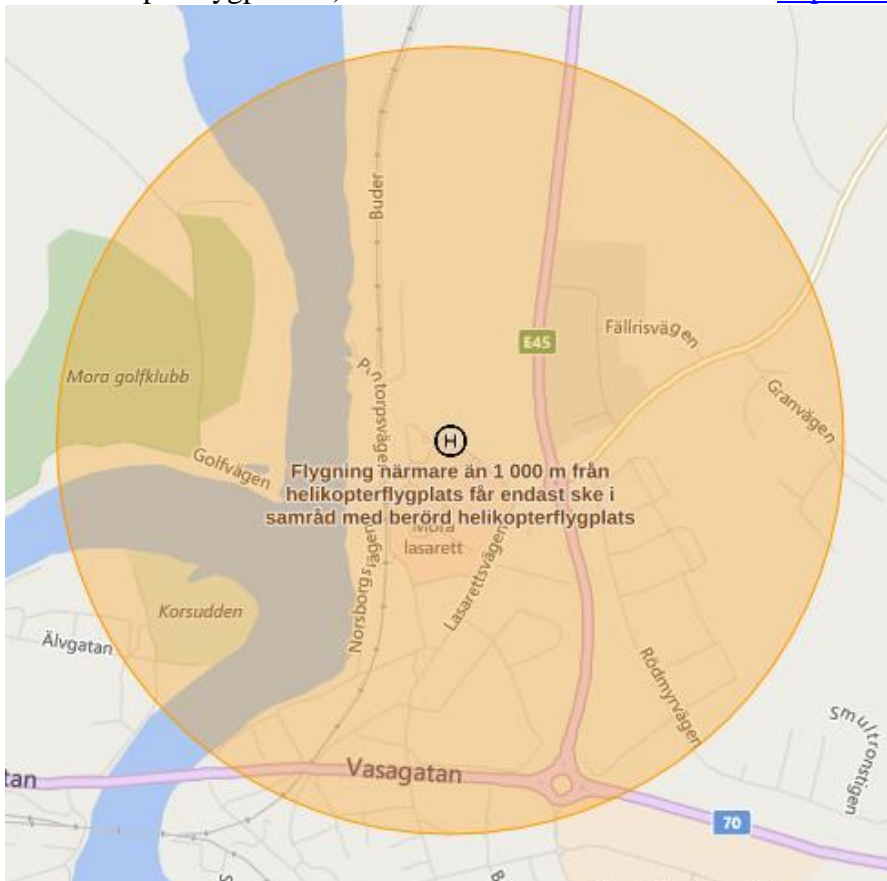 Buder
Fällrisvägen
E45
Mora golfklubb
Granvägen
Golfvägen
H
Flygning närmare än 1 000 m från
helikopterflygplats får endast ske i
samråd med berörd helikopterflygplats
Mora
lasarett
Lasarettsvägen
Korsudden
Älvgatan
Rödmyrvägen
Smultronstigen
Vasagatan
tan
70